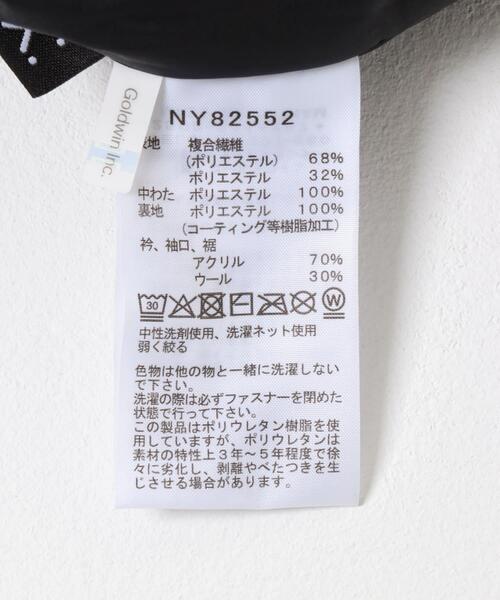 Goldwin Inc.
NY82552
表地 複合繊維
(ポリエステル) 68%
ポリエステル 32%
中わた ポリエステル 100%
裏地 ポリエステル 100%
(コーティング等樹脂加工)
衿、袖口、裾
アクリル 70%
ウール 30%
30 W
中性洗剤使用、洗濯ネット使用
弱く絞る
色物は他の物と一緒に洗濯しない
で下さい。
洗濯の際は必ずファスナーを閉めた
状態で行って下さい。
この製品はポリウレタン樹脂を使
用していますが、ポリウレタンは
素材の特性上3年～5年程度で徐
々に劣化し、剥離やべたつきを生
じさせる場合があります。